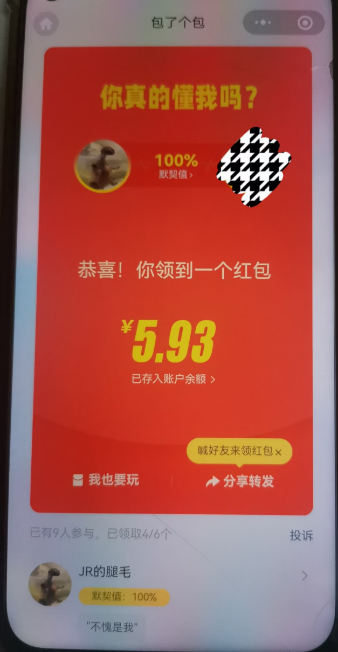 包了个包
你真的懂我吗？
100%
默契值>
恭喜！你领到一个红包
¥5.93
已存入账户余额 >
喊好友来领红包×
我也要玩
分享转发
已有9人参与，已领取4/6个
投诉
JR的腿毛
默契值：100%
“不愧是我”